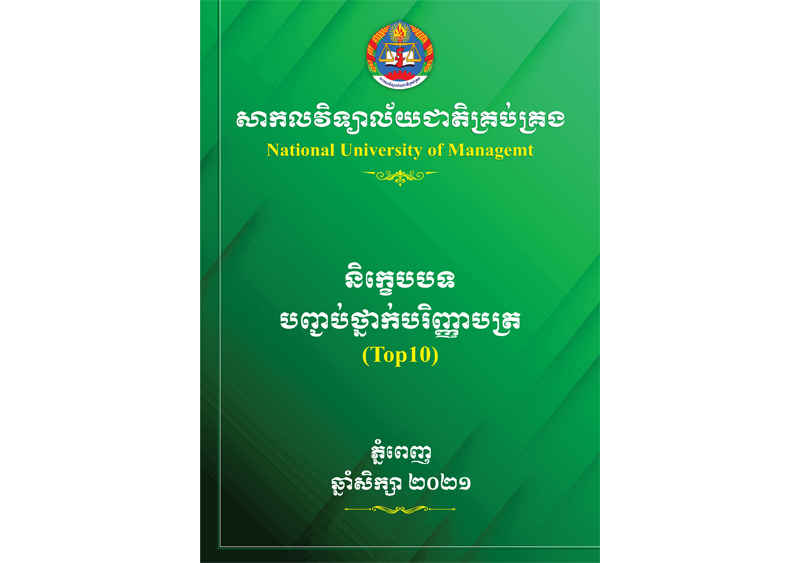 សាកលវិទ្យាល័យជាតិគ្រប់គ្រង
National University of Managemt
និក្ខេបបទ
បញ្ចប់ថ្នាក់បរិញ្ញាបត្រ
(Top10)
ភ្នំពេញ
ឆ្នាំសិក្សា ២០២១